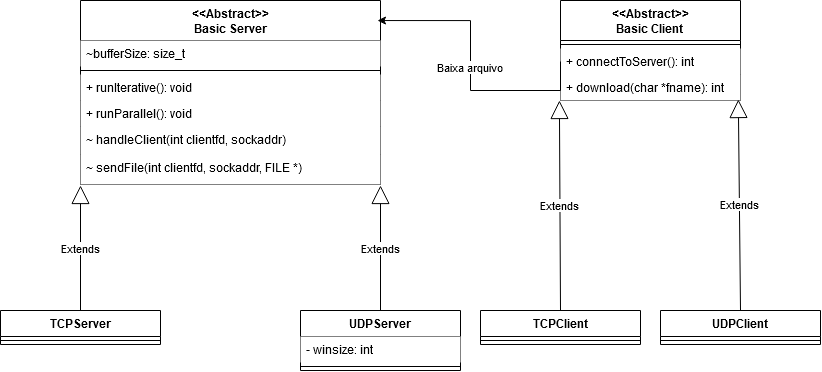 <<Abstract>>
Basic Server
~bufferSize: size_t
+ runIterative(): void
+ runParallel(): void
~ handleClient(int clientfd, sockaddr)
~ sendFile(int clientfd, sockaddr, FILE *)
Baixa arquivo
<<Abstract>>
Basic Client
+ connectToServer(): int
+ download(char *fname): int
Extends
Extends
Extends
Extends
TCPServer
UDPServer
- winsize: int
TCPClient
UDPClient